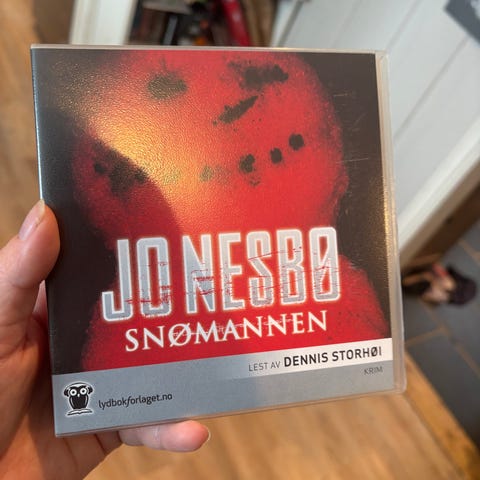 JO NESBØ
SNØMANNEN
LEST AV DENNIS STORHØI
KRIM
lydbokforlaget.no